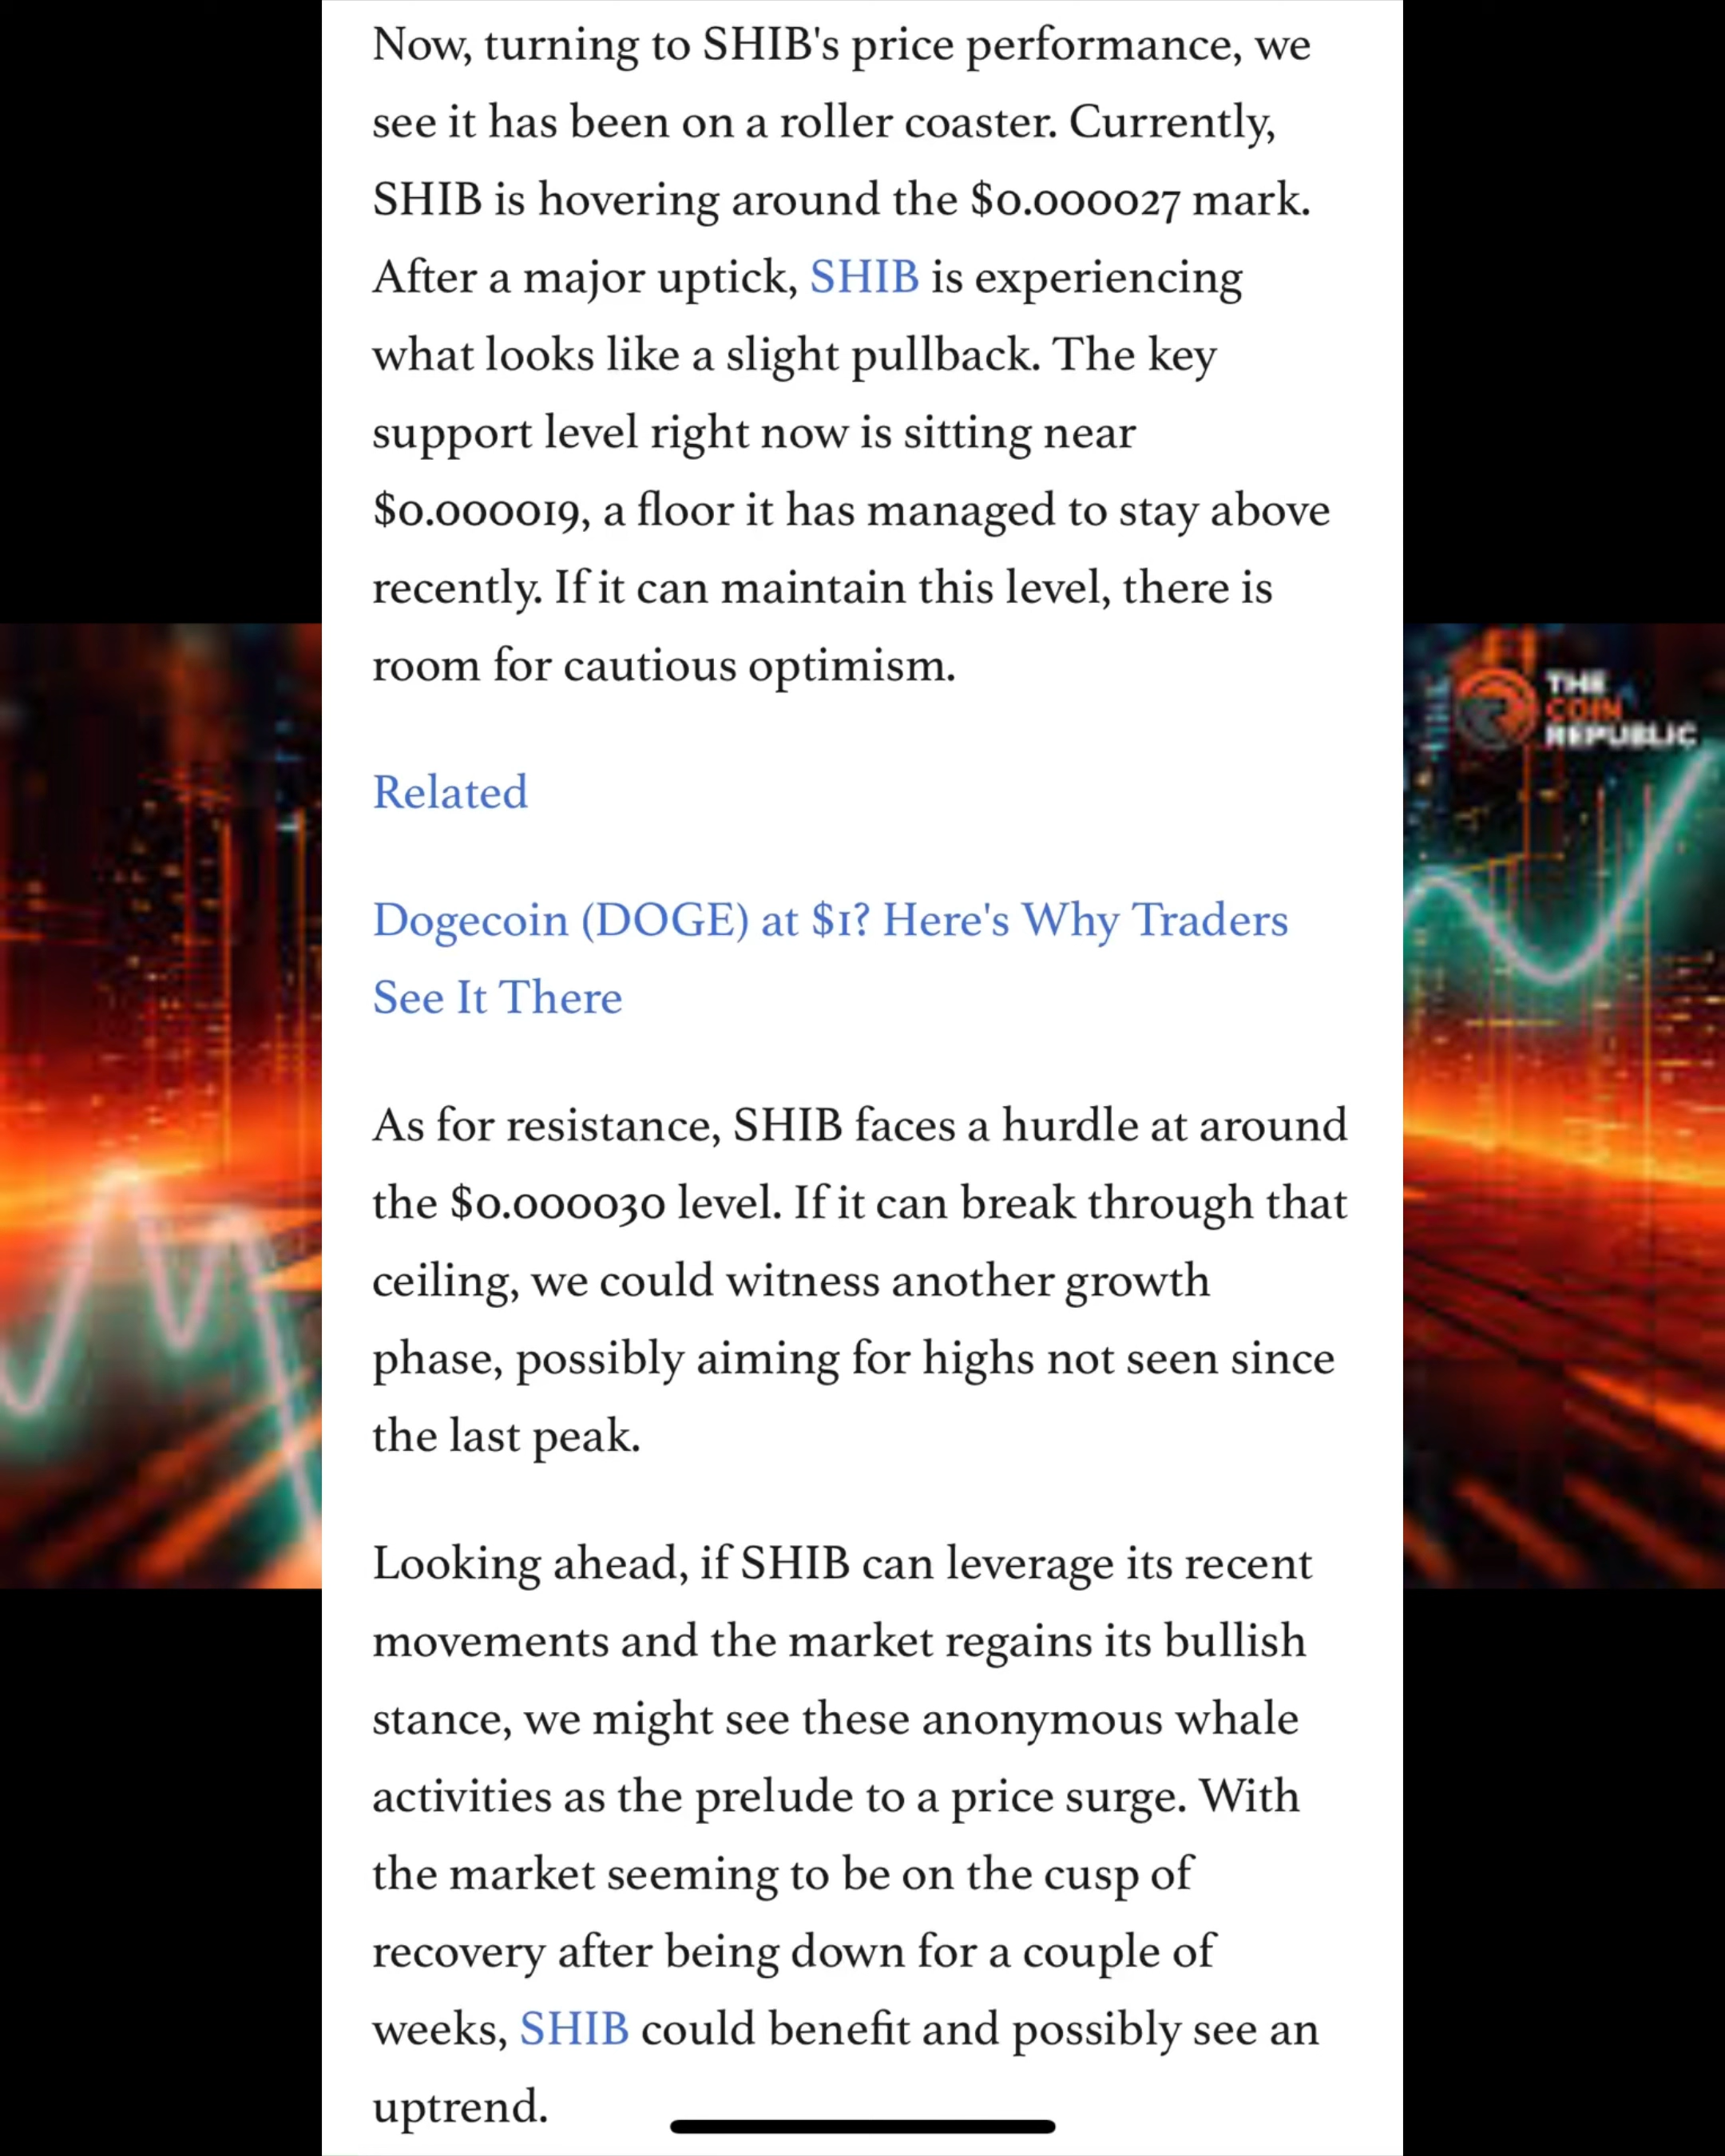 Now, turning to SHIB's price performance, we
see it has been on a roller coaster. Currently,
SHIB is hovering around the $0.000027 mark.
After a major uptick, SHIB is experiencing
what looks like a slight pullback. The key
support level right now is sitting near
$0.000019, a floor it has managed to stay above
recently. If it can maintain this level, there is
room for cautious optimism.
THE
COIN
REPUBLIC
Related
Dogecoin (DOGE) at $1? Here's Why Traders
See It There
As for resistance, SHIB faces a hurdle at around
the $0.000030 level. If it can break through that
ceiling, we could witness another growth
phase, possibly aiming for highs not seen since
the last peak.
Looking ahead, if SHIB can leverage its recent
movements and the market regains its bullish
stance, we might see these anonymous whale
activities as the prelude to a price surge. With
the market seeming to be on the cusp of
recovery after being down for a couple of
weeks, SHIB could benefit and possibly see an
uptrend.